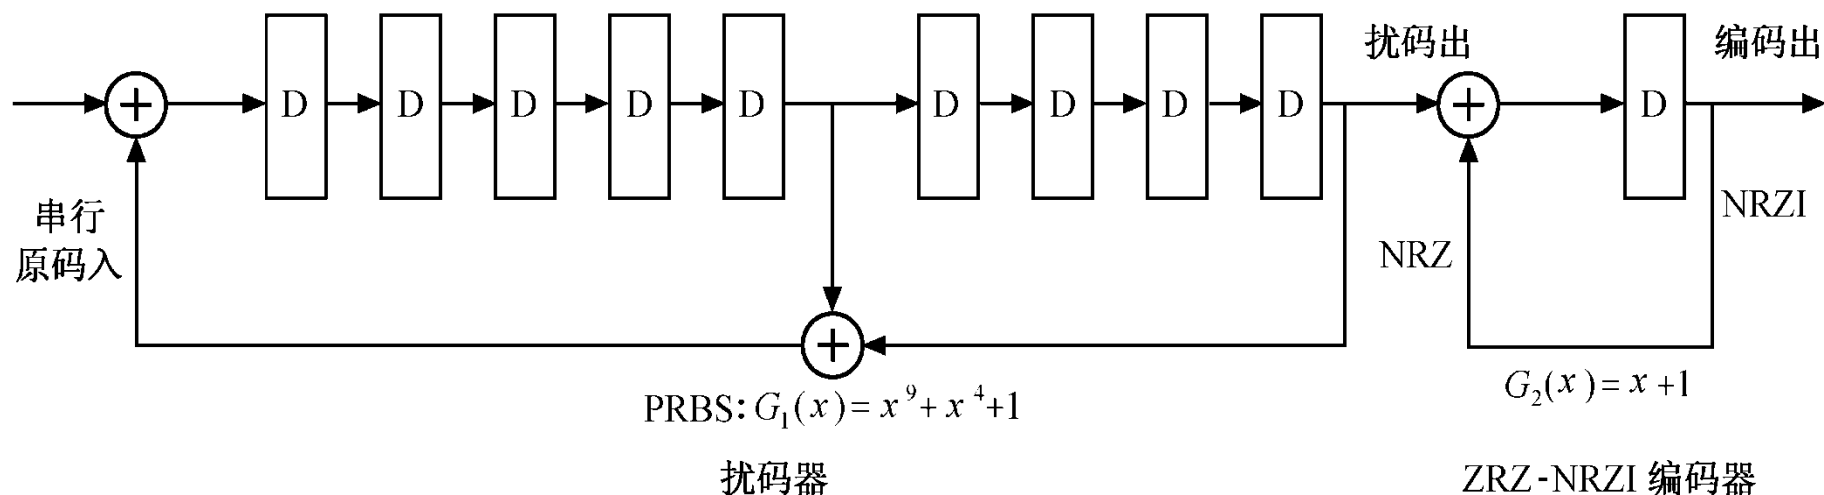 扰码出
编码出
D D D D D D D D D D
串行
原码入
NRZI
NRZ
PRBS: G₁(x)= x⁹+ x⁴+1
G₂(x)= x +1
扰码器
ZRZ-NRZI 编码器